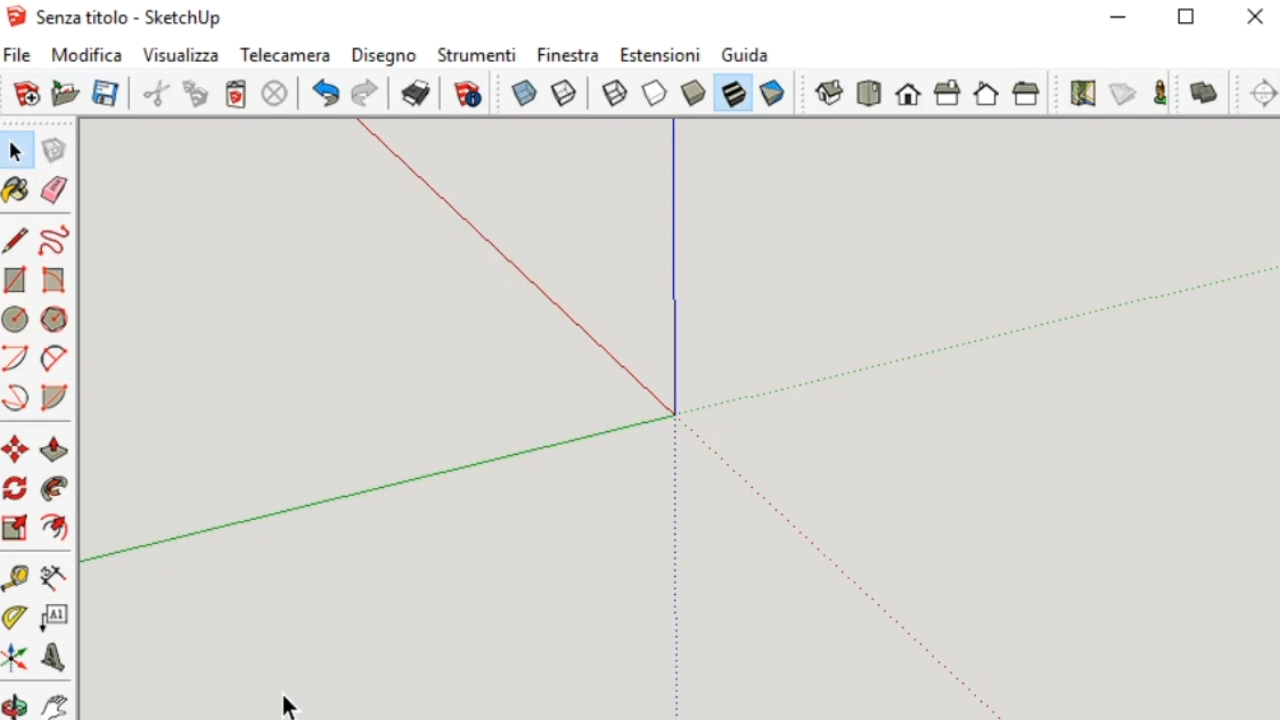 Senza titolo - SketchUp
File Modifica Visualizza Telecamera Disegno Strumenti Finestra Estensioni Guida
A1